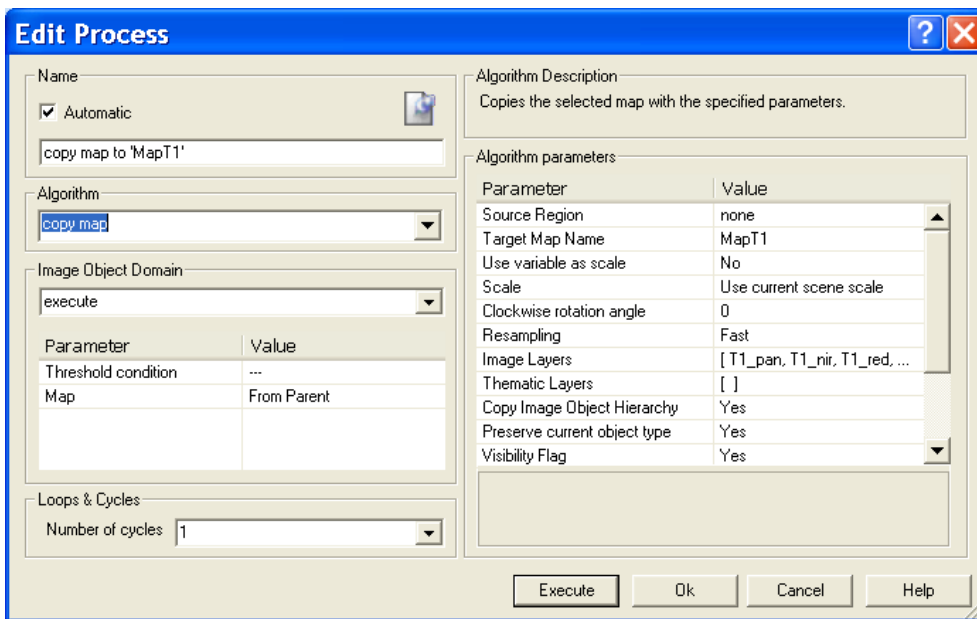 Edit Process
Name
Automatic
copy map to 'MapT1'
Algorithm
copy map
Image Object Domain
execute
Parameter Value
Threshold condition ---
Map From Parent
Loops & Cycles
Number of cycles 1
Algorithm Description
Copies the selected map with the specified parameters.
Algorithm parameters
Parameter Value
Source Region none
Target Map Name MapT1
Use variable as scale No
Scale Use current scene scale
Clockwise rotation angle 0
Resampling Fast
Image Layers [ T1_pan, T1_nir, T1_red, ...
Thematic Layers [ ]
Copy Image Object Hierarchy Yes
Preserve current object type Yes
Visibility Flag Yes
Execute Ok Cancel Help